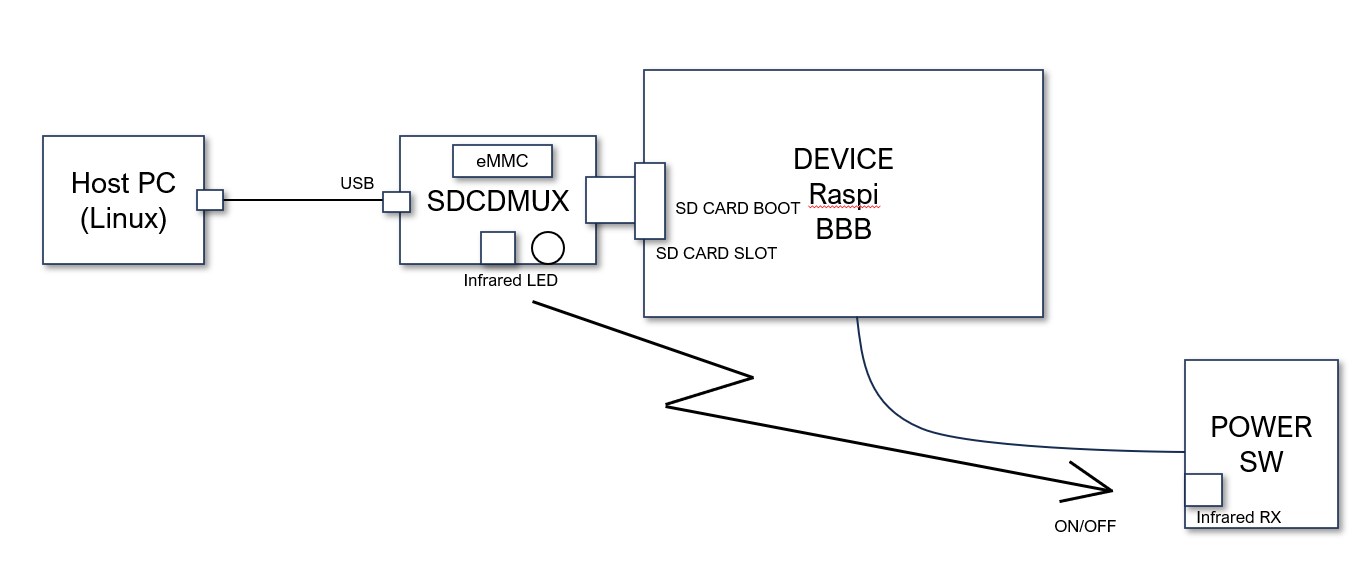 Host PC
(Linux)
USB
eMMC
SDCDMUX
Infrared LED
DEVICE
Raspi
BBB
SD CARD BOOT
SD CARD SLOT
POWER
SW
Infrared RX
ON/OFF